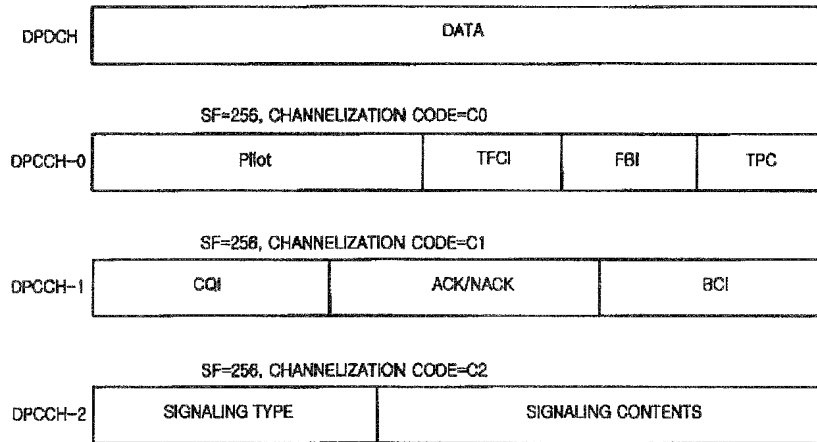 DPDCH DATA
SF=256, CHANNELIZATION CODE=C0
DPCCH-0 Pilot TFCI FBI TPC
SF=256, CHANNELIZATION CODE=C1
DPCCH-1 CQI ACK/NACK BCI
SF=256, CHANNELIZATION CODE=C2
DPCCH-2 SIGNALING TYPE SIGNALING CONTENTS